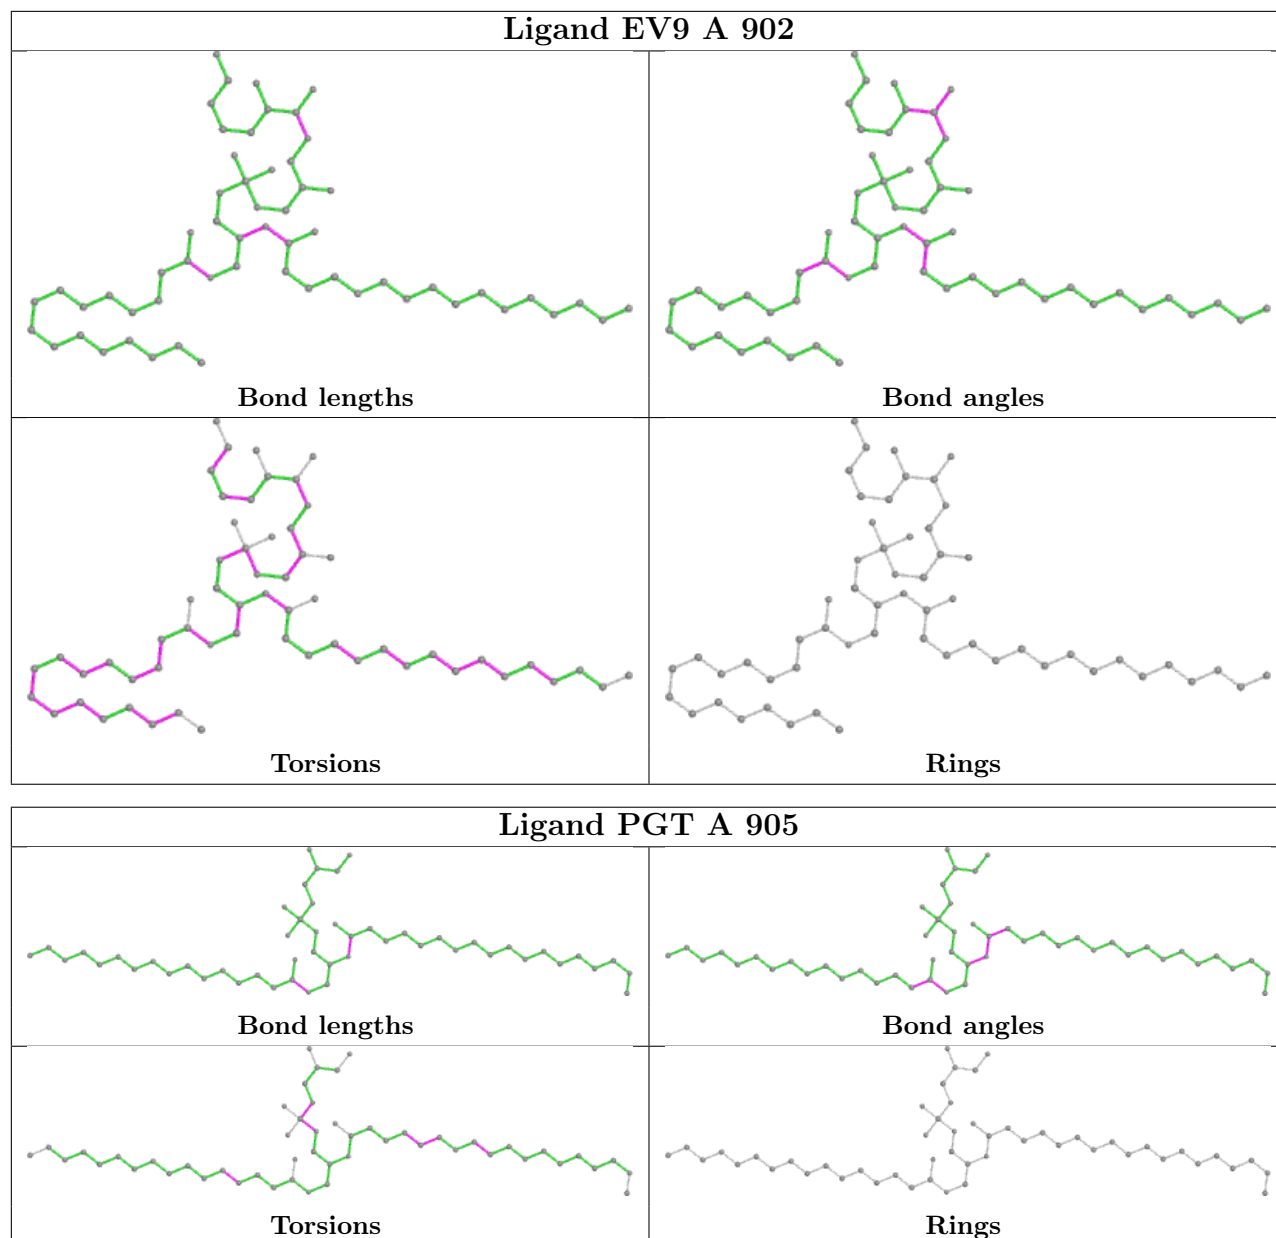 Ligand EV9 A 902
Bond lengths
Bond angles
Torsions
Rings
Ligand PGT A 905
Bond lengths
Bond angles
Torsions
Rings